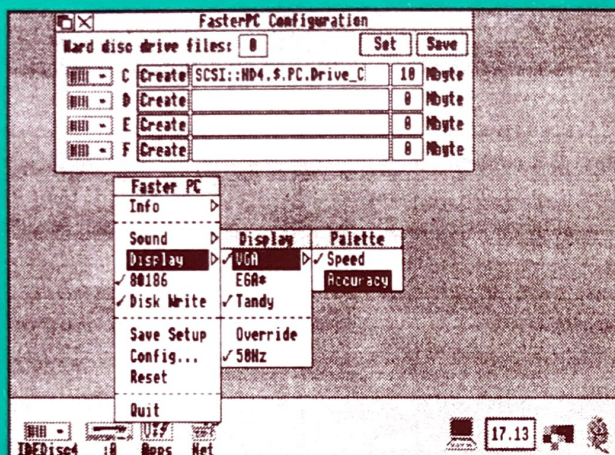 FasterPC Configuration
Hard disc drive files: 0 Set Save
C Create SCSI::HD4.$.PC.Drive_C 10 Mbyte
D Create 0 Mbyte
E Create 0 Mbyte
F Create 0 Mbyte
Faster PC
Info
Sound
Display
✓ 80186
✓ Disk Write
Save Setup
Config...
Reset
Quit
Display
✓ VGA
EGA*
✓ Tandy
Override
✓ 50Hz
Palette
✓ Speed
Accuracy
IDEDisc4 :0 Apps Net 17.13